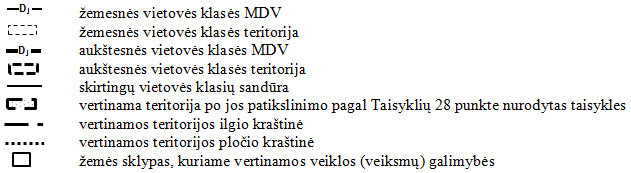 Dj žemesnės vietovės klasės MDV
žemesnės vietovės klasės teritorija
Dj aukštesnės vietovės klasės MDV
aukštesnės vietovės klasės teritorija
skirtingų vietovės klasių sandūra
vertinama teritorija po jos patikslinimo pagal Taisyklių 28 punkte nurodytas taisykles
vertinamos teritorijos ilgio kraštinė
vertinamos teritorijos pločio kraštinė
žemės sklypas, kuriame vertinamos veiklos (veiksmų) galimybės